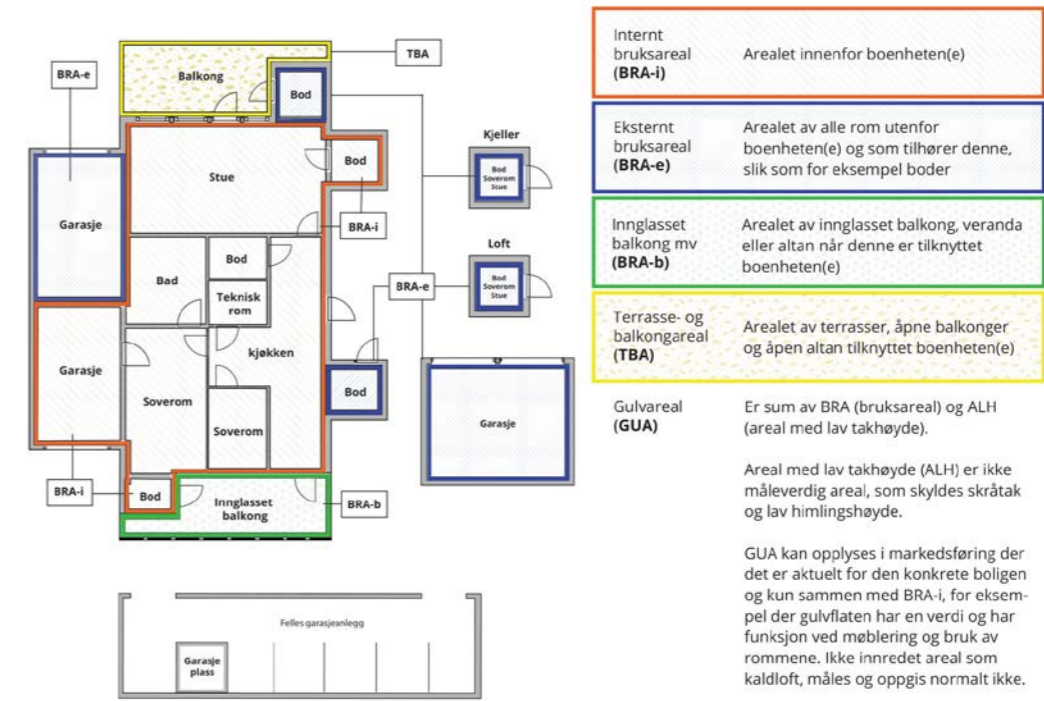 TBA
BRA-e
Balkong
Bod
Kjeller
Bod
Soverom
Stue
Stue
Bod
Garasje
BRA-i
Loft
Bod
Bod
Soverom
Stue
Bad
BRA-e
Teknisk
rom
kjøkken
Garasje
Soverom
Bod
Garasje
Soverom
BRA-i
Bod
Innglasset
balkong
BRA-b
Felles garasjeanlegg
Garasje
plass
Internt
bruksareal
(BRA-i)
Arealet innenfor boenheten(e)
Eksternt
bruksareal
(BRA-e)
Arealet av alle rom utenfor
boenheten(e) og som tilhører denne,
slik som for eksempel boder
Innglasset
balkong mv
(BRA-b)
Arealet av innglasset balkong, veranda
eller altan når denne er tilknyttet
boenheten(e)
Terrasse- og
balkongareal
(TBA)
Arealet av terrasser, åpne balkonger
og åpen altan tilknyttet boenheten(e)
Gulvareal
(GUA)
Er sum av BRA (bruksareal) og ALH
(areal med lav takhøyde).
Areal med lav takhøyde (ALH) er ikke
måleverdig areal, som skyldes skråtak
og lav himlingshøyde.
GUA kan opplyses i markedsføring der
det er aktuelt for den konkrete boligen
og kun sammen med BRA-i, for eksem-
pel der gulvflaten har en verdi og har
funksjon ved møblering og bruk av
rommene. Ikke innredet areal som
kaldloft, måles og oppgis normalt ikke.